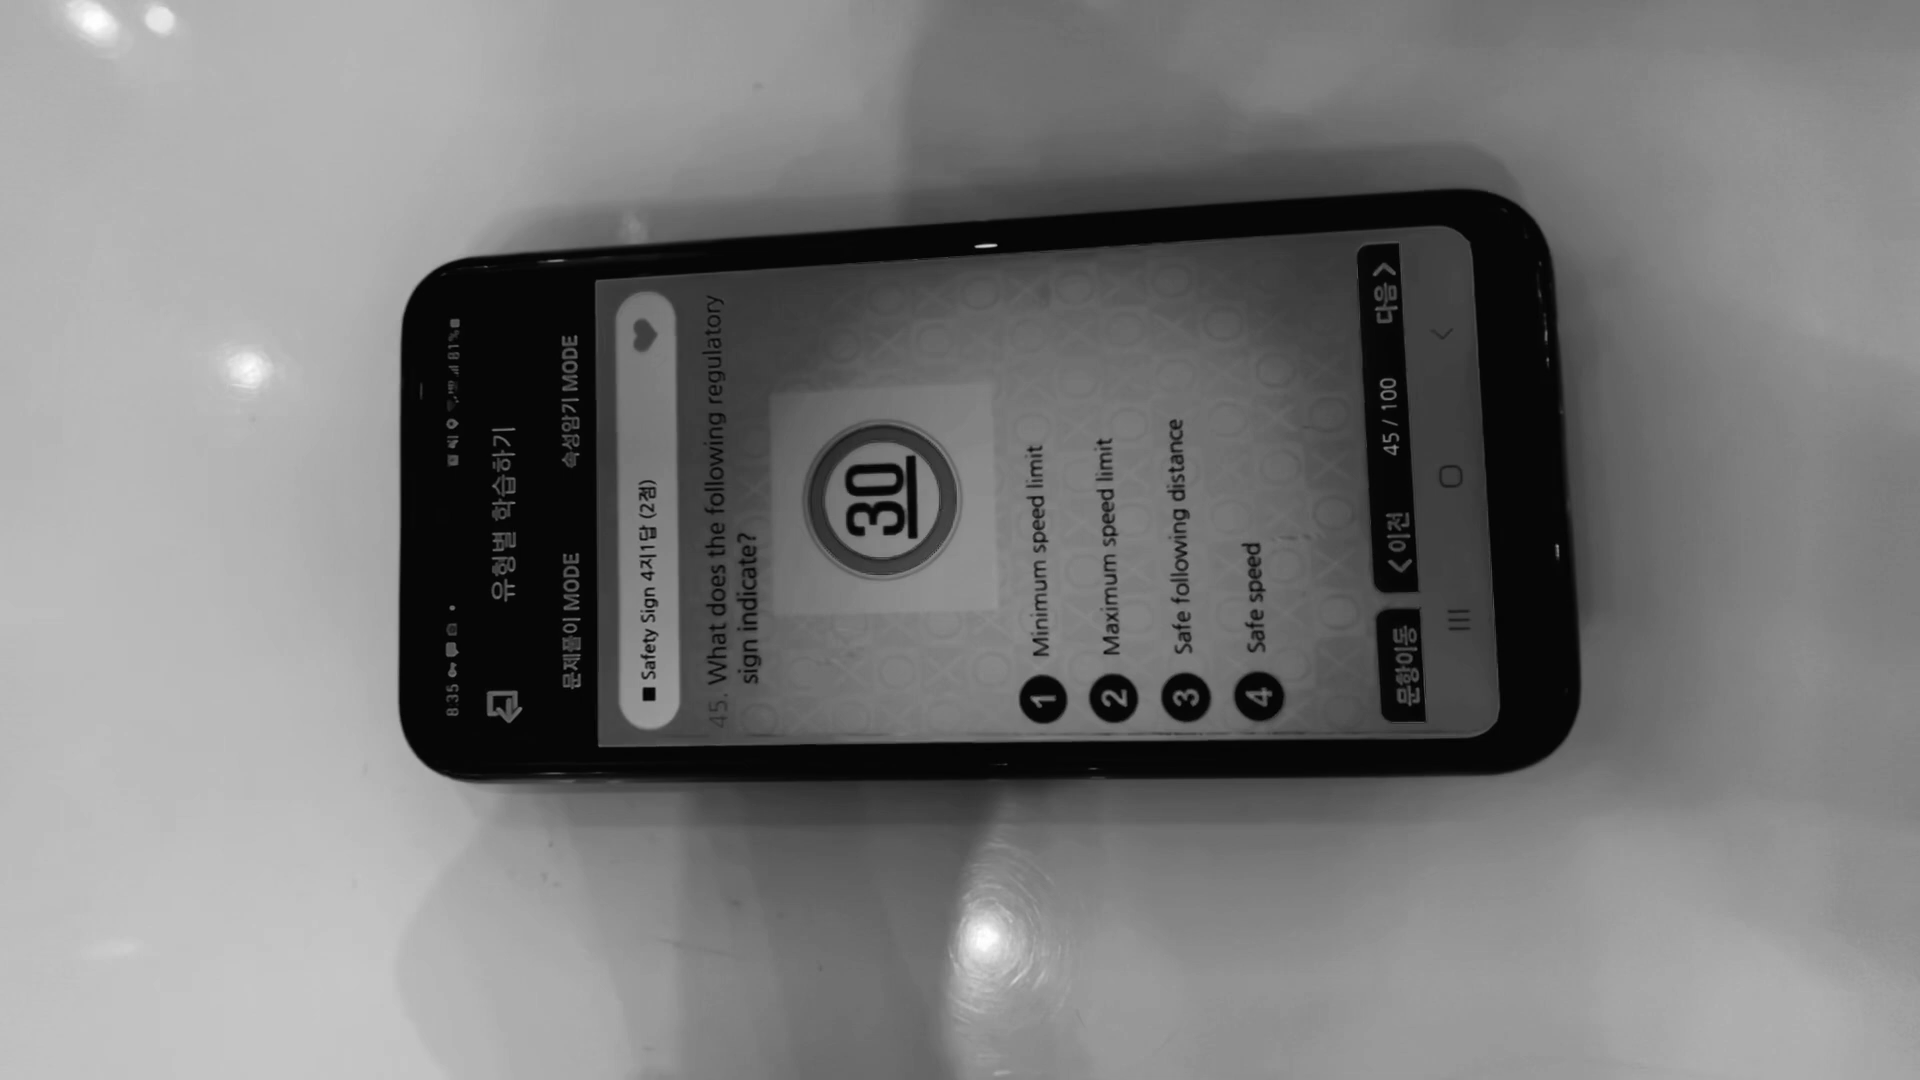 8:35
81%
유형별 학습하기
문제풀이 MODE 속성암기 MODE
■ Safety Sign 4지1답 (2점)
45. What does the following regulatory
sign indicate?
30
1 Minimum speed limit
2 Maximum speed limit
3 Safe following distance
4 Safe speed
문항이동 < 이전 45 / 100 다음 >